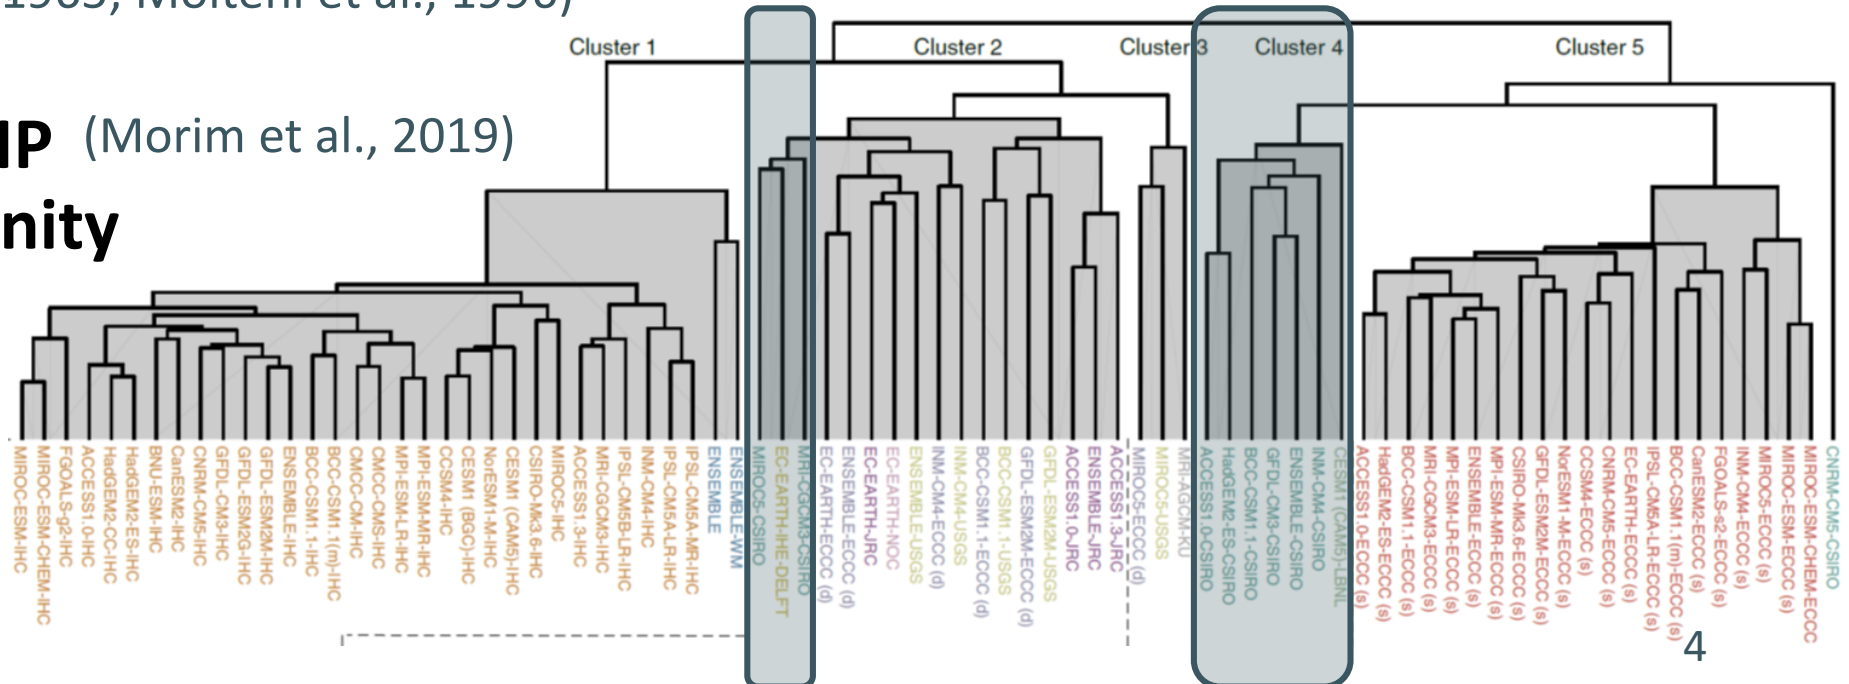 1963; Molteni et al., 1996)
Cluster 1
Cluster 2
Cluster 3
Cluster 4
Cluster 5
IP (Morim et al., 2019)
nity
MIROC-ESM-IHC
MIROC-ESM-CHEM-IHC
FGOALS-g2-IHC
ACCESS1.0-IHC
HadGEM2-CC-IHC
HadGEM2-ES-IHC
BNU-ESM-IHC
CanESM2-IHC
CNRM-CM5-IHC
GFDL-CM3-IHC
GFDL-ESM2G-IHC
GFDL-ESM2M-IHC
ENSEMBLE-IHC
BCC-CSM1.1-IHC
BCC-CSM1.1(m)-IHC
CMCC-CM-IHC
CMCC-CMS-IHC
MPI-ESM-LR-IHC
MPI-ESM-MR-IHC
CCSM4-IHC
CESM1 (BGC)-IHC
NorESM1-M-IHC
CESM1 (CAM5)-IHC
CSIRO-Mk3.6-IHC
MIROC5-IHC
ACCESS1.3-IHC
MRI-CGCM3-IHC
IPSL-CM5B-LR-IHC
INM-CM4-IHC
IPSL-CM5A-LR-IHC
IPSL-CM5A-MR-IHC
ENSEMBLE
ENSEMBLE-WM
MIROC5-CSIRO
EC-EARTH-IHE-DELFT
MRI-CGCM3-CSIRO
EC-EARTH-ECCC (d)
ENSEMBLE-ECCC (d)
EC-EARTH-JRC
EC-EARTH-NOC
ENSEMBLE-USGS
INM-CM4-ECCC (d)
INM-CM4-USGS
BCC-CSM1.1-ECCC (d)
BCC-CSM1.1-USGS
GFDL-ESM2M-ECCC (d)
GFDL-ESM2M-USGS
ACCESS1.0-JRC
ENSEMBLE-JRC
ACCESS1.3-JRC
MIROC5-ECCC (d)
MIROC5-USGS
MRI-AGCM-KU
ACCESS1.0-CSIRO
HadGEM2-ES-CSIRO
BCC-CSM1.1-CSIRO
GFDL-CM3-CSIRO
ENSEMBLE-CSIRO
INM-CM4-CSIRO
CESM1 (CAM5)-LBNL
ACCESS1.0-ECCC (s)
HadGEM2-ES-ECCC (s)
BCC-CSM1.1-ECCC (s)
MRI-CGCM3-ECCC (s)
MPI-ESM-LR-ECCC (s)
ENSEMBLE-ECCC (s)
MPI-ESM-MR-ECCC (s)
CSIRO-Mk3.6-ECCC (s)
GFDL-ESM2M-ECCC (s)
NorESM1-M-ECCC (s)
CCSM4-ECCC (s)
CNRM-CM5-ECCC (s)
EC-EARTH-ECCC (s)
IPSL-CM5A-LR-ECCC (s)
BCC-CSM1.1(m)-ECCC (s)
CanESM2-ECCC (s)
FGOALS-s2-ECCC (s)
INM-CM4-ECCC (s)
MIROC5-ECCC (s)
MIROC-ESM-ECCC (s)
MIROC-ESM-CHEM-ECCC
CNRM-CM5-CSIRO
4